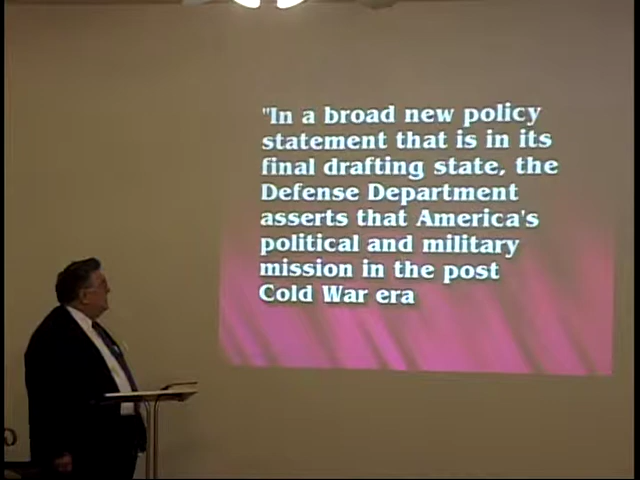 "In a broad new policy
statement that is in its
final drafting state, the
Defense Department
asserts that America's
political and military
mission in the post
Cold War era